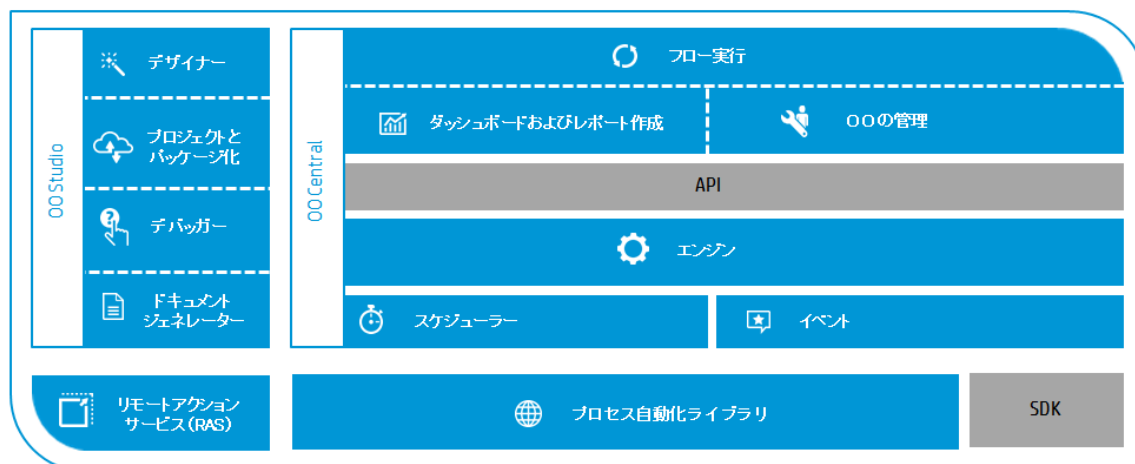 OO Studio
デザイナー
プロジェクトと
パッケージ化
デバッガー
ドキュメント
ジェネレーター
OO Central
フロー実行
ダッシュボードおよびレポート作成
OOの管理
API
エンジン
スケジューラー
イベント
リモートアクション
サービス(RAS)
プロセス自動化ライブラリ
SDK